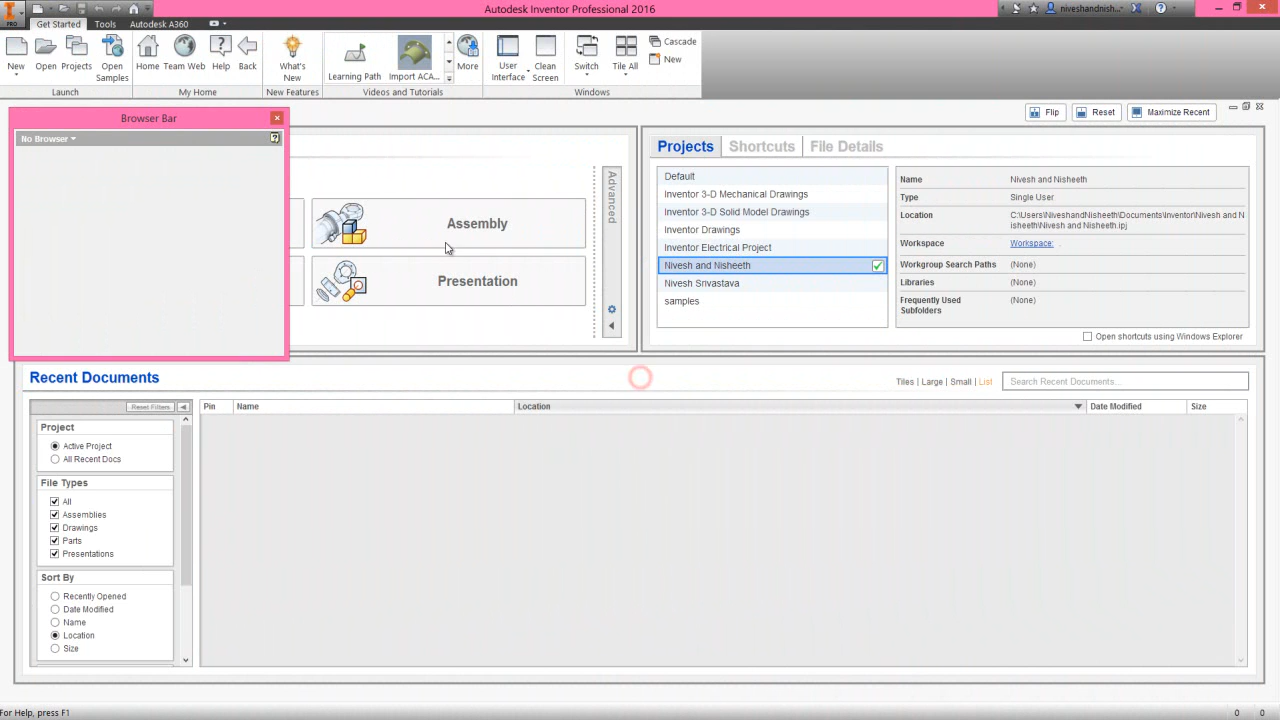 PRO
Autodesk Inventor Professional 2016
niveshandnish...
Get Started Tools Autodesk A360
New Open Projects Open Samples
Home Team Web Help Back
What's New
Learning Path Import ACA... More
User Interface Clean Screen
Switch Tile All Cascade New
Launch My Home New Features Videos and Tutorials Windows
Browser Bar
No Browser
Flip Reset Maximize Recent
Assembly
Presentation
Advanced
Projects Shortcuts File Details
Default
Inventor 3-D Mechanical Drawings
Inventor 3-D Solid Model Drawings
Inventor Drawings
Inventor Electrical Project
Nivesh and Nisheeth
Nivesh Srivastava
samples
Name Nivesh and Nisheeth
Type Single User
Location C:\Users\NiveshandNisheeth\Documents\Inventor\Nivesh and N
isheeth\Nivesh and Nisheeth.ipj
Workspace Workspace: .
Workgroup Search Paths (None)
Libraries (None)
Frequently Used (None)
Subfolders
Open shortcuts using Windows Explorer
Recent Documents
Tiles | Large | Small | List
Search Recent Documents...
Reset Filters
Pin Name Location Date Modified Size
Project
Active Project
All Recent Docs
File Types
All
Assemblies
Drawings
Parts
Presentations
Sort By
Recently Opened
Date Modified
Name
Location
Size
For Help, press F1
0 0